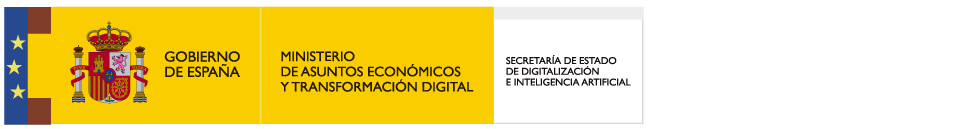 GOBIERNO
DE ESPAÑA
MINISTERIO
DE ASUNTOS ECONÓMICOS
Y TRANSFORMACIÓN DIGITAL
SECRETARÍA DE ESTADO
DE DIGITALIZACIÓN
E INTELIGENCIA ARTIFICIAL